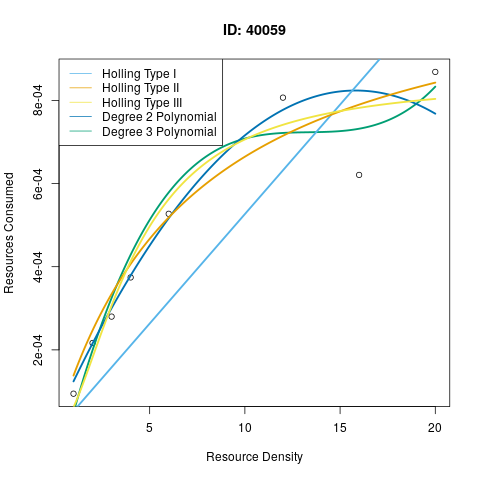 ID: 40059
Holling Type I
Holling Type II
Holling Type III
Degree 2 Polynomial
Degree 3 Polynomial
8e-04
6e-04
4e-04
2e-04
Resources Consumed
5 10 15 20
Resource Density